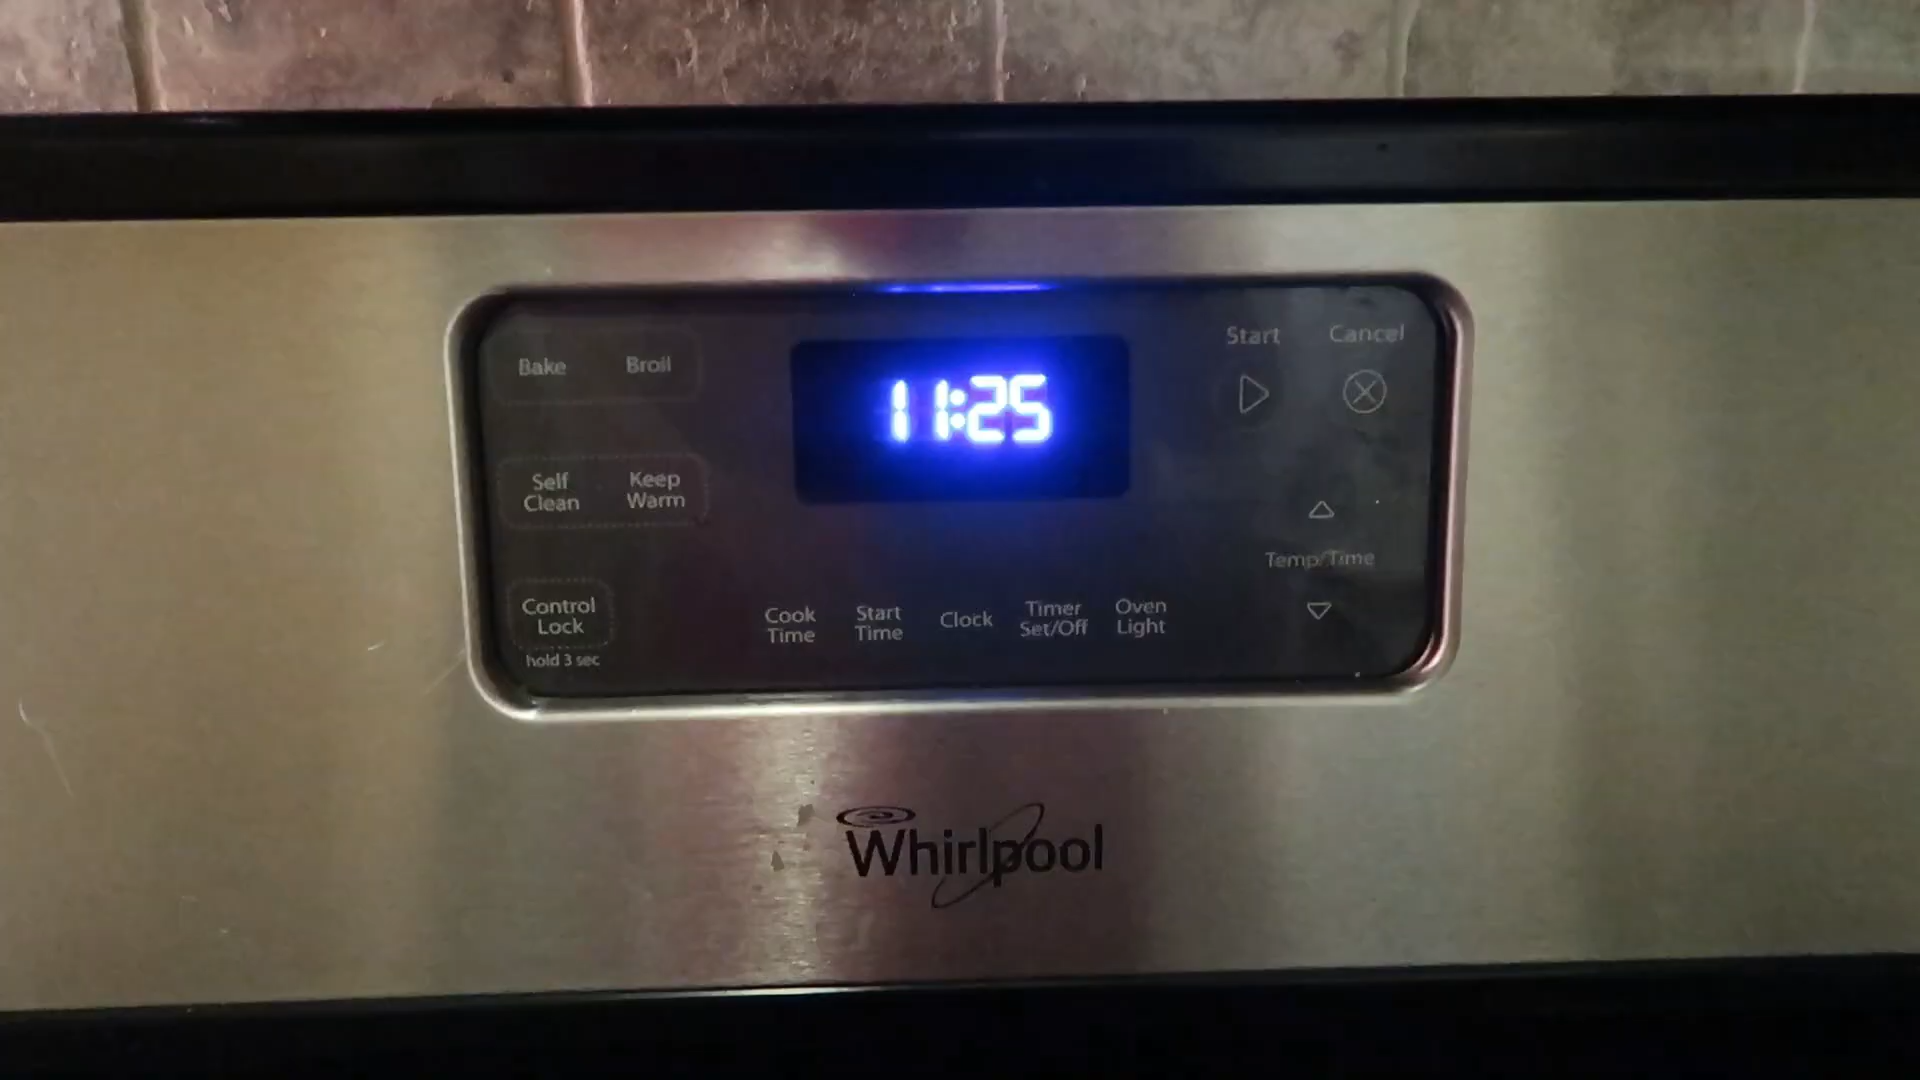 Bake Broil
11:25
Start Cancel
Self
Clean
Keep
Warm
Temp/Time
Control
Lock
hold 3 sec
Cook
Time
Start
Time
Clock
Timer
Set/Off
Oven
Light
Whirlpool